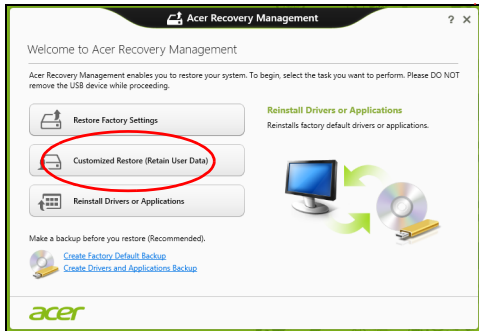 Acer Recovery Management
? X
Welcome to Acer Recovery Management
Acer Recovery Management enables you to restore your system. To begin, select the task you want to perform. Please DO NOT
remove the USB device while proceeding.
Restore Factory Settings
Customized Restore (Retain User Data)
Reinstall Drivers or Applications
Reinstall Drivers or Applications
Reinstalls factory default drivers or applications.
Make a backup before you restore (Recommended).
Create Factory Default Backup
Create Drivers and Applications Backup
acer